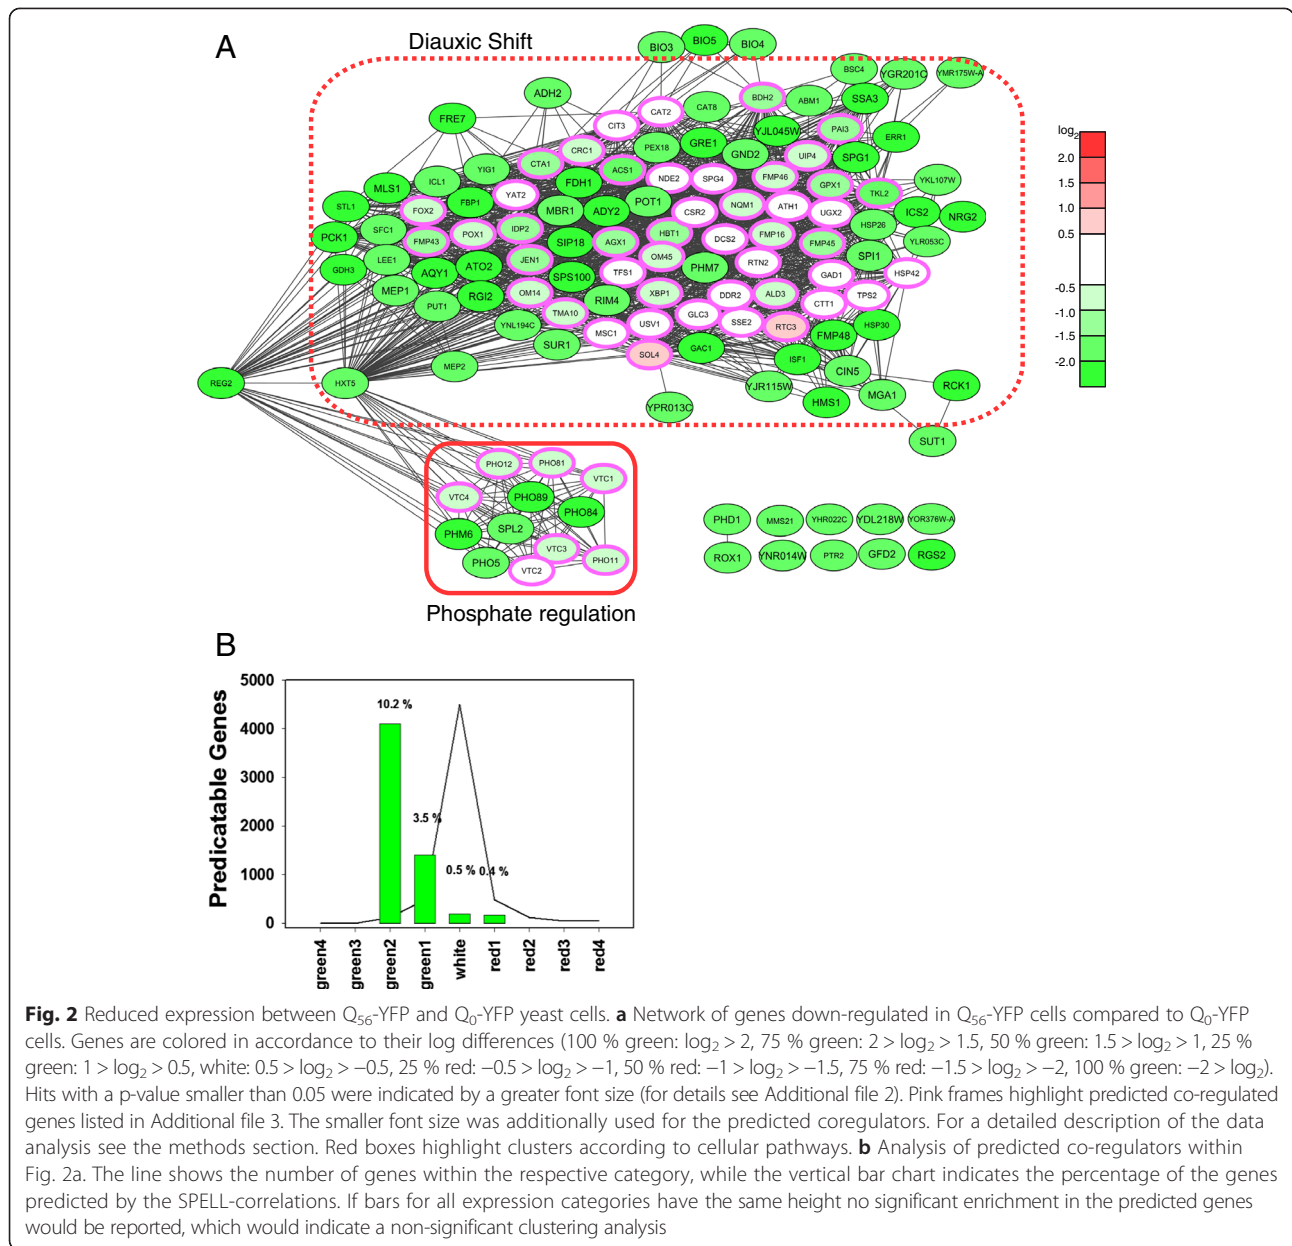 A
Diauxic Shift
BIO3 BIO5 BIO4
BSC4 YGR201C YMR175W-A
ADH2 BDH2 ABM1 SSA3
FRE7 CIT3 CAT2 CAT8 YJL045W PAI3 ERR1
CTA1 CRC1 PEX18 GRE1 GND2 UIP4 SPG1
MLS1 ICL1 YIG1 ACS1 NDE2 SPG4 FMP46 GPX1 TKL2 YKL107W
STL1 FOX2 FBP1 YAT2 FDH1 MBR1 ADY2 POT1 CSR2 NQM1 ATH1 UGX2 ICS2 NRG2
PCK1 SFC1 FMP43 POX1 IDP2 SIP18 AGX1 HBT1 DCS2 FMP16 FMP45 HSP26 YLR053C
GDH3 LEE1 AQY1 ATO2 JEN1 SPS100 TFS1 OM45 PHM7 RTN2 GAD1 SPI1 HSP42
MEP1 PUT1 RGI2 OM14 RIM4 XBP1 DDR2 ALD3 CTT1 TPS2
YNL194C TMA10 SUR1 MSC1 USV1 GLC3 SSE2 RTC3 FMP48 HSP30
MEP2 SOL4 GAC1 ISF1 CIN5
REG2 HXT5 YPR013C YJR115W HMS1 MGA1 RCK1
SUT1
log2
2.0
1.5
1.0
0.5
-0.5
-1.0
-1.5
-2.0
PHO12 PHO81 VTC1
VTC4 PHO89 PHO84
PHM6 SPL2
PHO5 VTC3 VTC2 PHO11
Phosphate regulation
PHD1 MMS21 YHR022C YDL218W YOR376W-A
ROX1 YNR014W PTR2 GFD2 RGS2
B
Predicatable Genes
5000
4000
3000
2000
1000
0
10.2 %
3.5 %
0.5 % 0.4 %
green4 green3 green2 green1 white red1 red2 red3 red4
Fig. 2 Reduced expression between Q56-YFP and Q0-YFP yeast cells. a Network of genes down-regulated in Q56-YFP cells compared to Q0-YFP
cells. Genes are colored in accordance to their log differences (100 % green: log2 > 2, 75 % green: 2 > log2 > 1.5, 50 % green: 1.5 > log2 > 1, 25 %
green: 1 > log2 > 0.5, white: 0.5 > log2 > −0.5, 25 % red: −0.5 > log2 > −1, 50 % red: −1 > log2 > −1.5, 75 % red: −1.5 > log2 > −2, 100 % green: −2 > log2).
Hits with a p-value smaller than 0.05 were indicated by a greater font size (for details see Additional file 2). Pink frames highlight predicted co-regulated
genes listed in Additional file 3. The smaller font size was additionally used for the predicted coregulators. For a detailed description of the data
analysis see the methods section. Red boxes highlight clusters according to cellular pathways. b Analysis of predicted co-regulators within
Fig. 2a. The line shows the number of genes within the respective category, while the vertical bar chart indicates the percentage of the genes
predicted by the SPELL-correlations. If bars for all expression categories have the same height no significant enrichment in the predicted genes
would be reported, which would indicate a non-significant clustering analysis